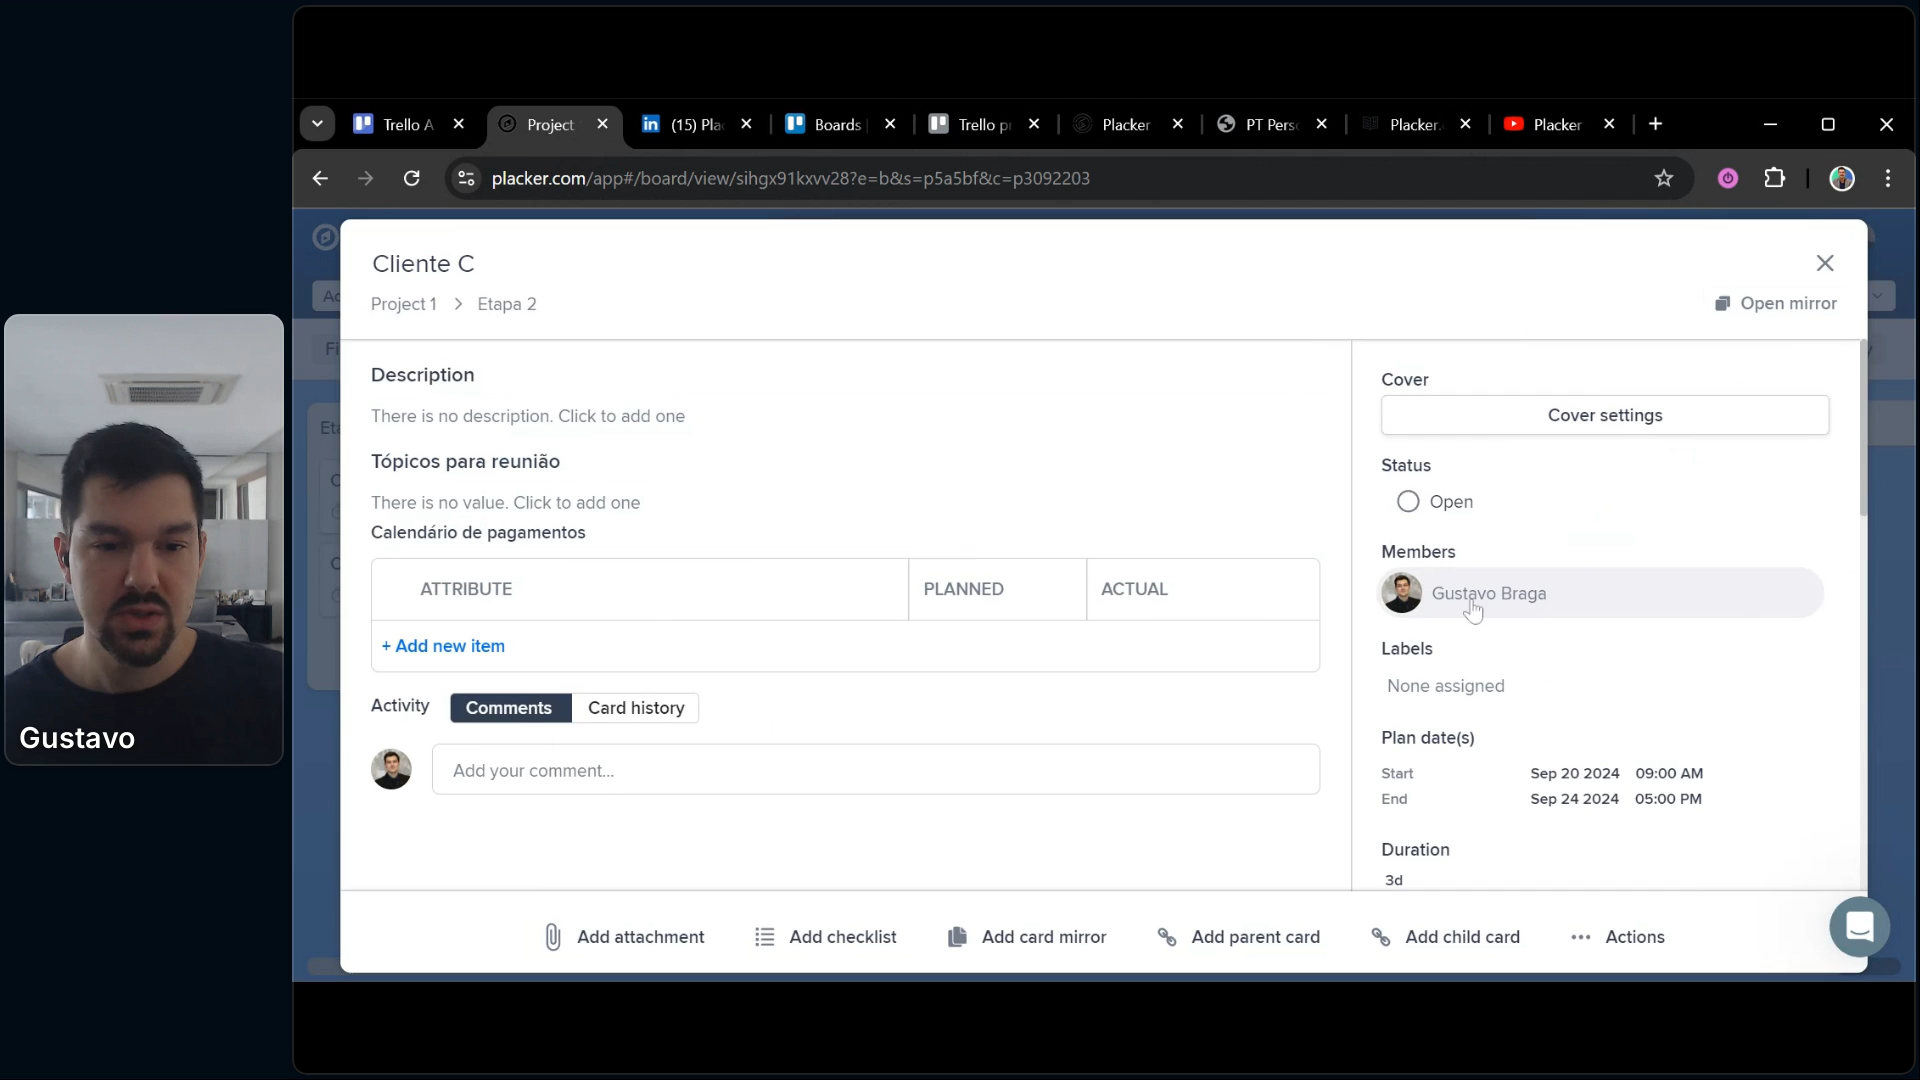 Trello A
Project
(15) Pla
Boards
Trello p
Placker
PT Pers
Placker.
Placker
placker.com/app#/board/view/sihgx91kxvv28?e=b&s=p5a5bf&c=p3092203
Cliente C
Project 1 > Etapa 2
Open mirror
Description
There is no description. Click to add one
Tópicos para reunião
There is no value. Click to add one
Calendário de pagamentos
ATTRIBUTE PLANNED ACTUAL
+ Add new item
Activity Comments Card history
Add your comment...
Cover
Cover settings
Status
Open
Members
Gustavo Braga
Labels
None assigned
Plan date(s)
Start Sep 20 2024 09:00 AM
End Sep 24 2024 05:00 PM
Duration
3d
Add attachment
Add checklist
Add card mirror
Add parent card
Add child card
Actions
Gustavo